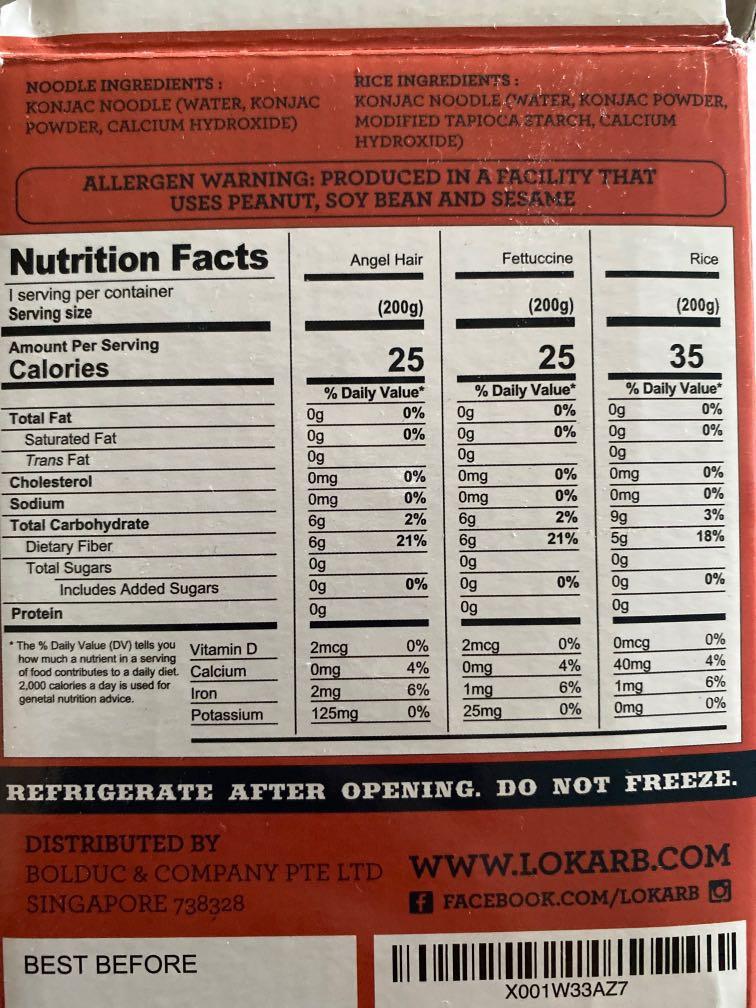 NOODLE INGREDIENTS :
KONJAC NOODLE (WATER, KONJAC
POWDER, CALCIUM HYDROXIDE)
RICE INGREDIENTS :
KONJAC NOODLE (WATER, KONJAC POWDER,
MODIFIED TAPIOCA STARCH, CALCIUM
HYDROXIDE)
ALLERGEN WARNING: PRODUCED IN A FACILITY THAT
USES PEANUT, SOY BEAN AND SESAME
Nutrition Facts Angel Hair Fettuccine Rice
1 serving per container
Serving size (200g) (200g) (200g)
Amount Per Serving
Calories 25 25 35
% Daily Value* % Daily Value* % Daily Value*
Total Fat 0g 0% 0g 0% 0g 0%
Saturated Fat 0g 0% 0g 0% 0g 0%
Trans Fat 0g 0g 0g
Cholesterol 0mg 0% 0mg 0% 0mg 0%
Sodium 0mg 0% 0mg 0% 0mg 0%
Total Carbohydrate 6g 2% 6g 2% 9g 3%
Dietary Fiber 6g 21% 6g 21% 5g 18%
Total Sugars 0g 0g 0g
Includes Added Sugars 0g 0% 0g 0% 0g 0%
Protein 0g 0g 0g
* The % Daily Value (DV) tells you
how much a nutrient in a serving
of food contributes to a daily diet.
2,000 calories a day is used for
genetal nutrition advice.
Vitamin D 2mcg 0% 2mcg 0% 0mcg 0%
Calcium 0mg 4% 0mg 4% 40mg 4%
Iron 2mg 6% 1mg 6% 1mg 6%
Potassium 125mg 0% 25mg 0% 0mg 0%
REFRIGERATE AFTER OPENING. DO NOT FREEZE.
DISTRIBUTED BY
BOLDUC & COMPANY PTE LTD
SINGAPORE 738328
WWW.LOKARB.COM
FACEBOOK.COM/LOKARB
BEST BEFORE
X001W33AZ7